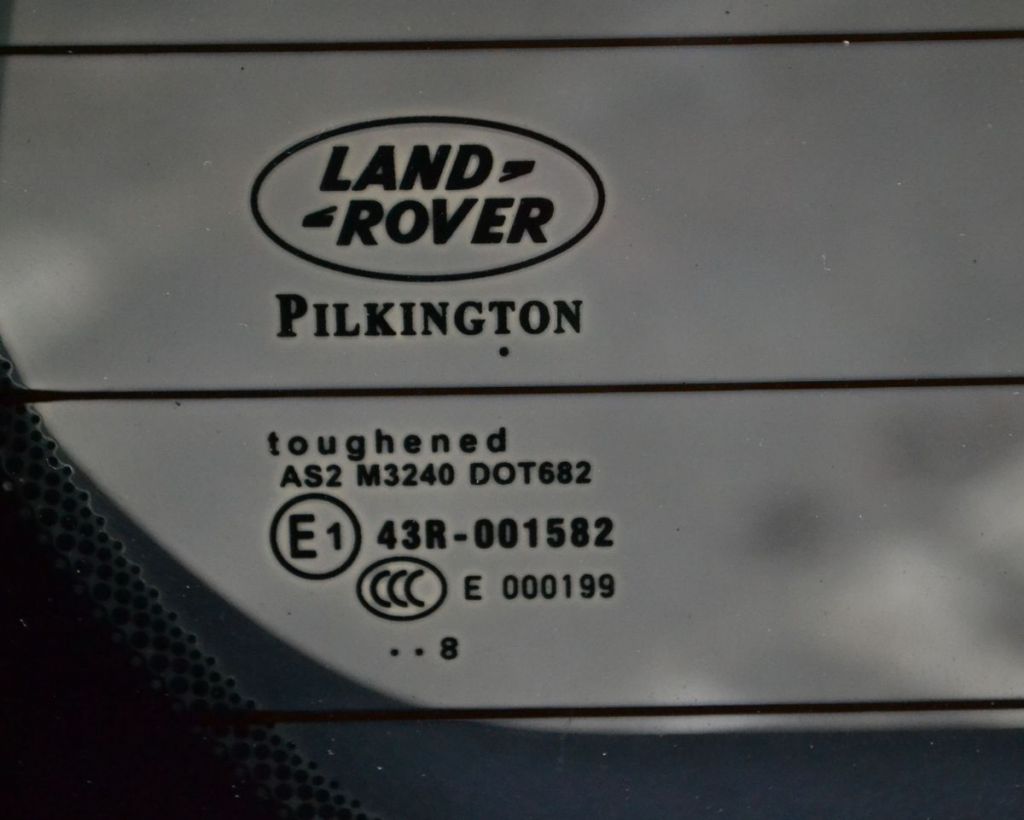 LAND
ROVER
PILKINGTON
toughened
AS2 M3240 DOT682
E1 43R-001582
CCC E 000199
..8